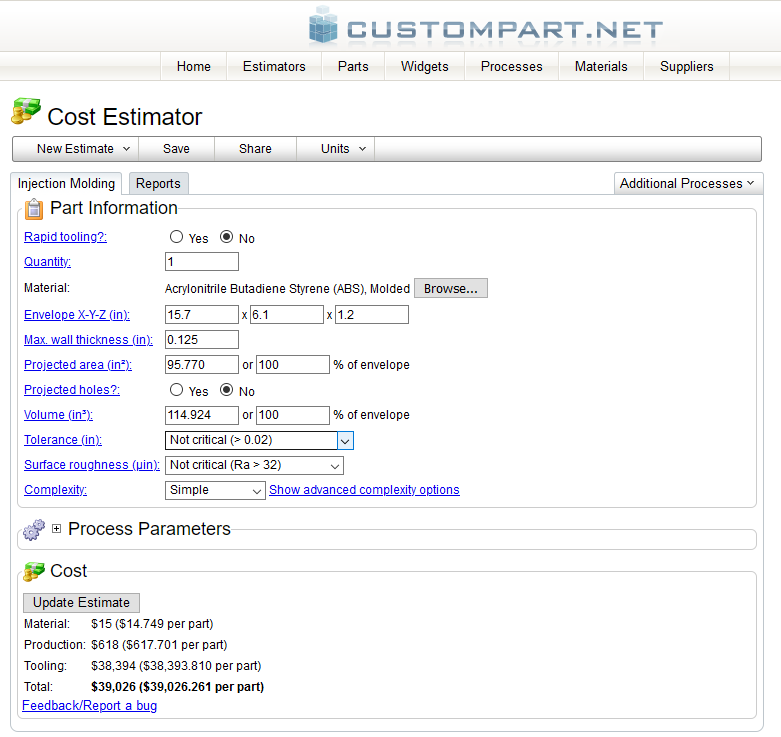 CUSTOMPART.NET
Home Estimators Parts Widgets Processes Materials Suppliers
Cost Estimator
New Estimate Save Share Units
Injection Molding Reports Additional Processes
Part Information
Rapid tooling?: Yes No
Quantity: 1
Material: Acrylonitrile Butadiene Styrene (ABS), Molded Browse...
Envelope X-Y-Z (in): 15.7 x 6.1 x 1.2
Max. wall thickness (in): 0.125
Projected area (in²): 95.770 or 100 % of envelope
Projected holes?: Yes No
Volume (in³): 114.924 or 100 % of envelope
Tolerance (in): Not critical (> 0.02)
Surface roughness (µin): Not critical (Ra > 32)
Complexity: Simple Show advanced complexity options
Process Parameters
Cost
Update Estimate
Material: $15 ($14.749 per part)
Production: $618 ($617.701 per part)
Tooling: $38,394 ($38,393.810 per part)
Total: $39,026 ($39,026.261 per part)
Feedback/Report a bug